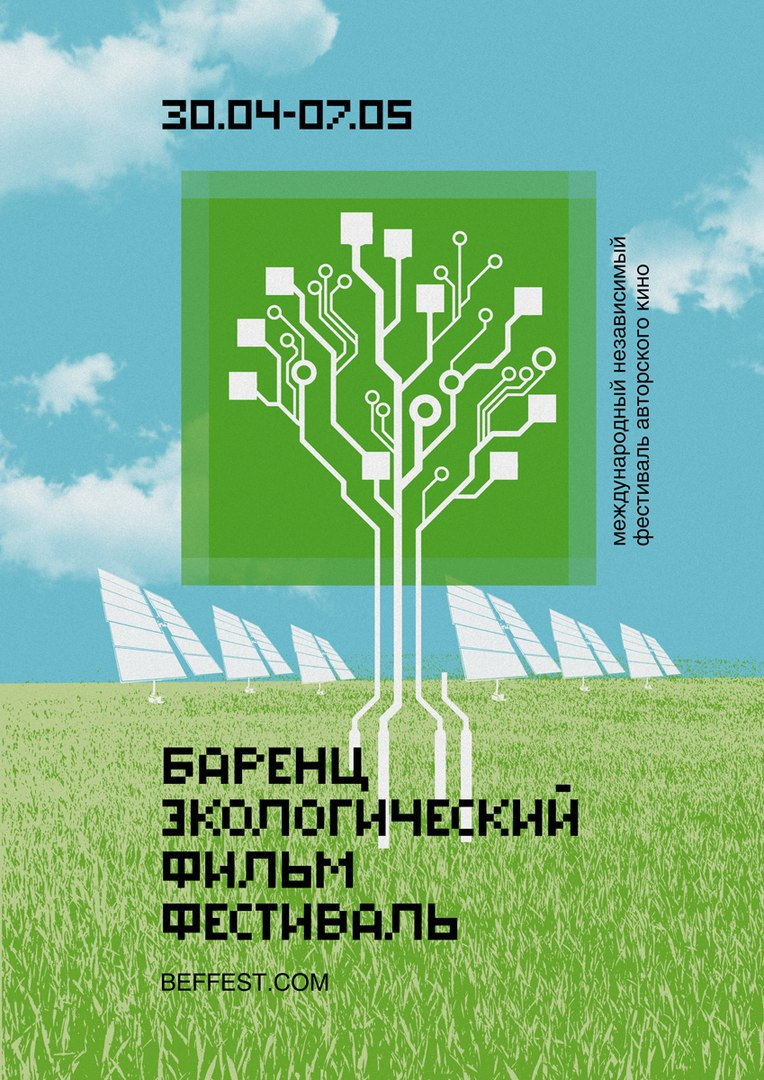 30.04-07.05
международный независимый
фестиваль авторского кино
БАРЕНЦ
ЭКОЛОГИЧЕСКИЙ
ФИЛЬМ
ФЕСТИВАЛЬ
BEFFEST.COM